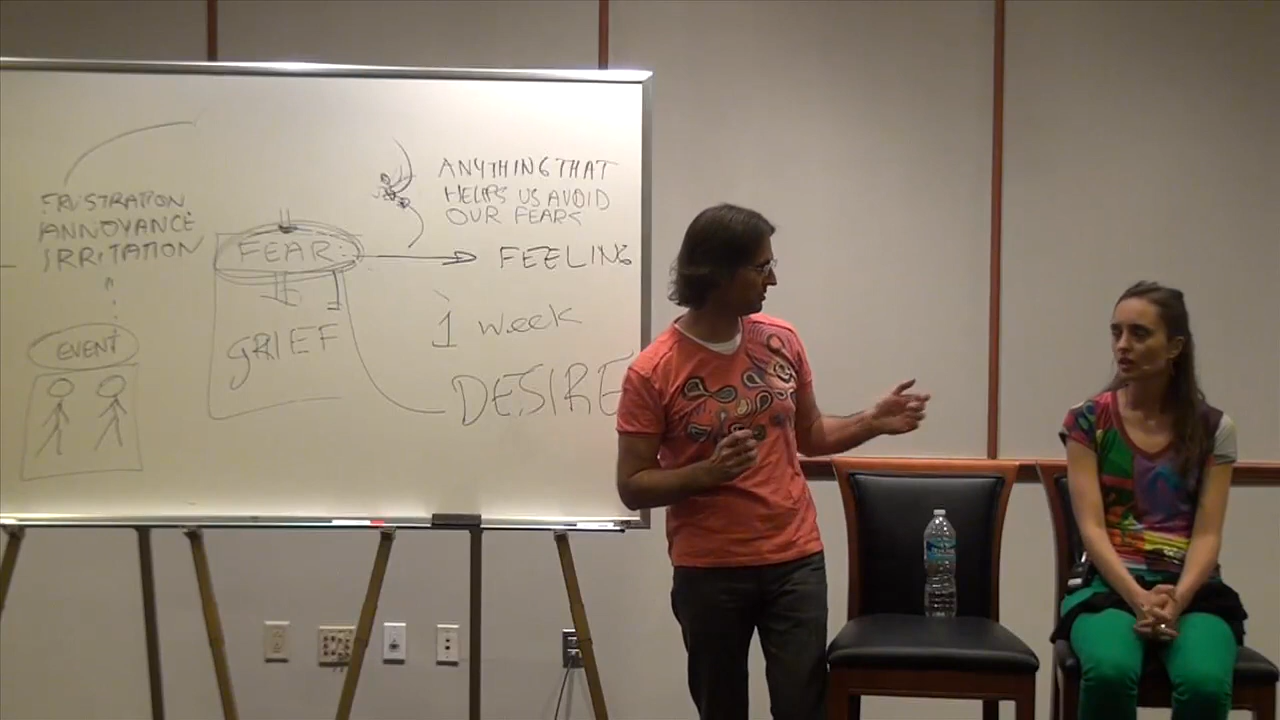 ANYTHING THAT
HELPS US AVOID
OUR FEARS
FRUSTRATION
ANNOYANCE
IRRITATION
FEAR
FEELING
1 week
GRIEF
EVENT
DESIRE